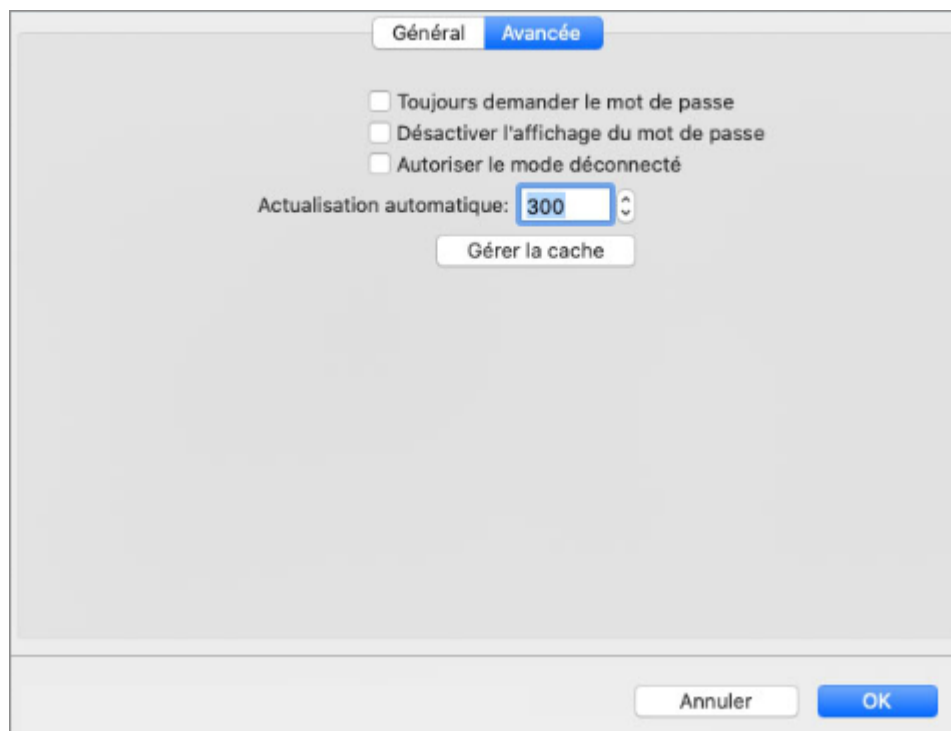 Général Avancée
Toujours demander le mot de passe
Désactiver l'affichage du mot de passe
Autoriser le mode déconnecté
Actualisation automatique: 300
Gérer la cache
Annuler OK